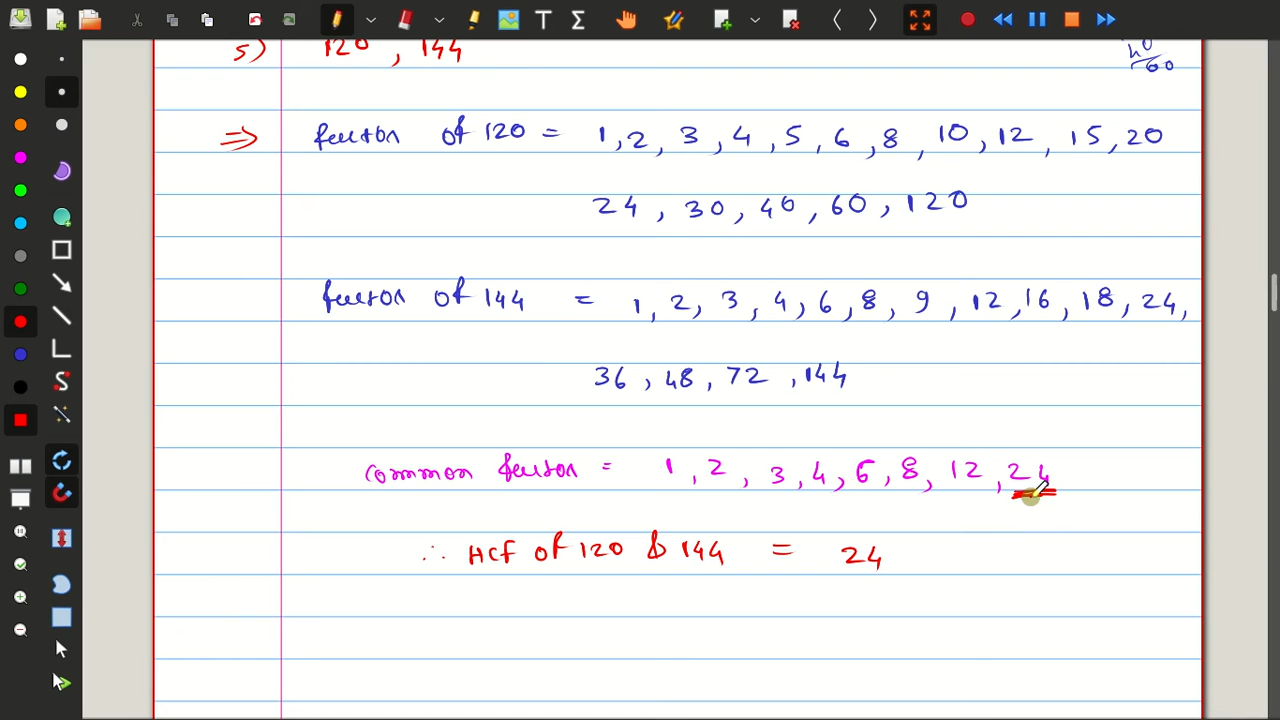 5) 120 , 144
⇒ factor of 120 = 1, 2, 3, 4, 5, 6, 8, 10, 12, 15, 20
24, 30, 40, 60, 120
factor of 144 = 1, 2, 3, 4, 6, 8, 9, 12, 16, 18, 24,
36, 48, 72, 144
common factor = 1, 2, 3, 4, 6, 8, 12, 24
∴ HCF of 120 & 144 = 24